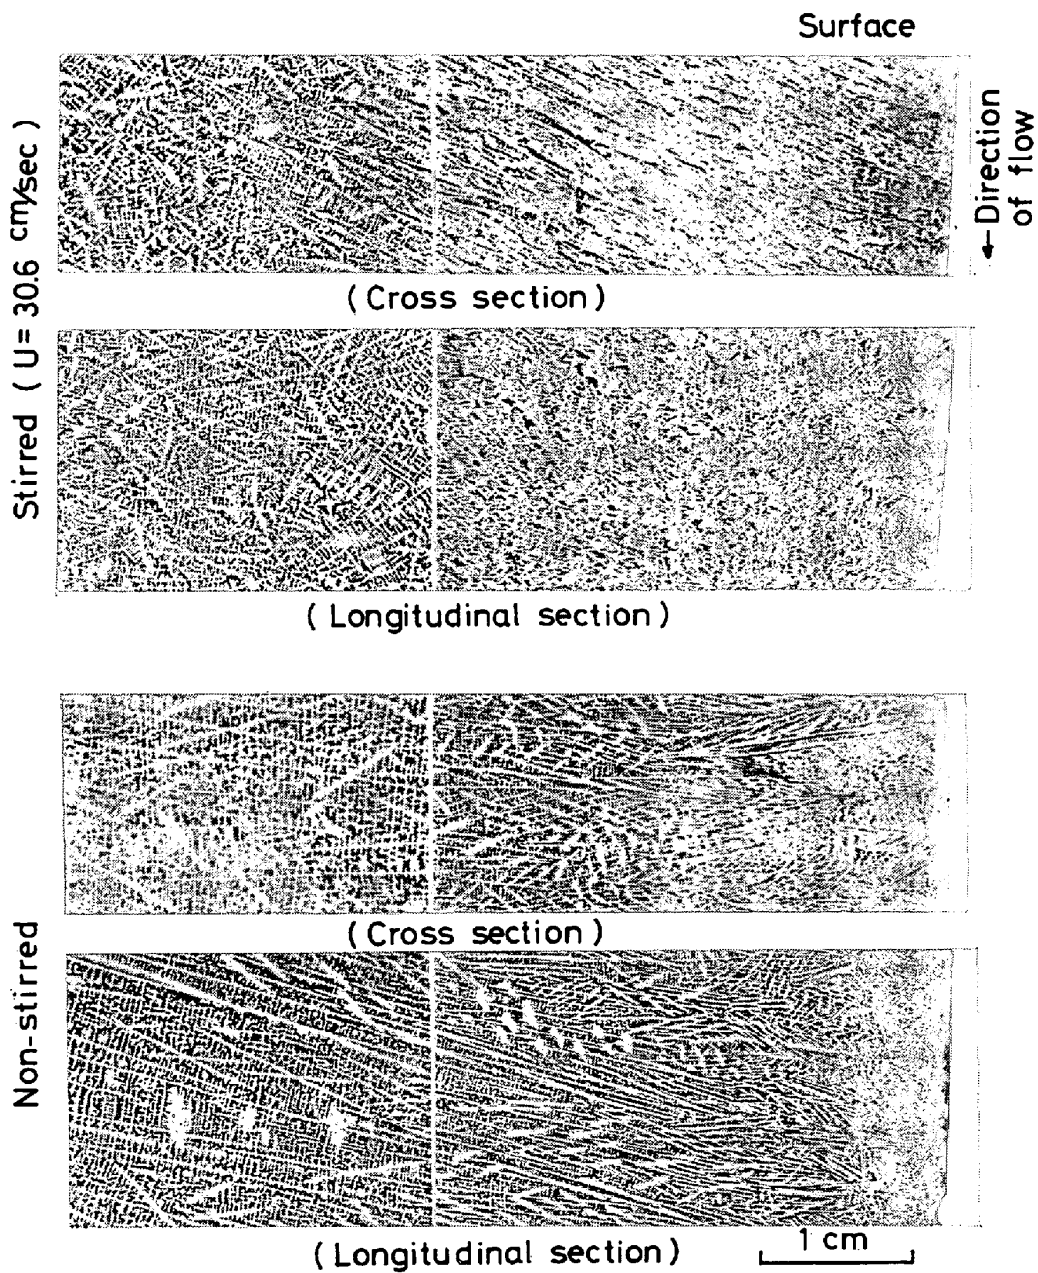 Surface
← Direction
of flow
Stirred ( U = 30.6 cm/sec )
( Cross section )
( Longitudinal section )
Non-stirred
( Cross section )
( Longitudinal section )
1 cm